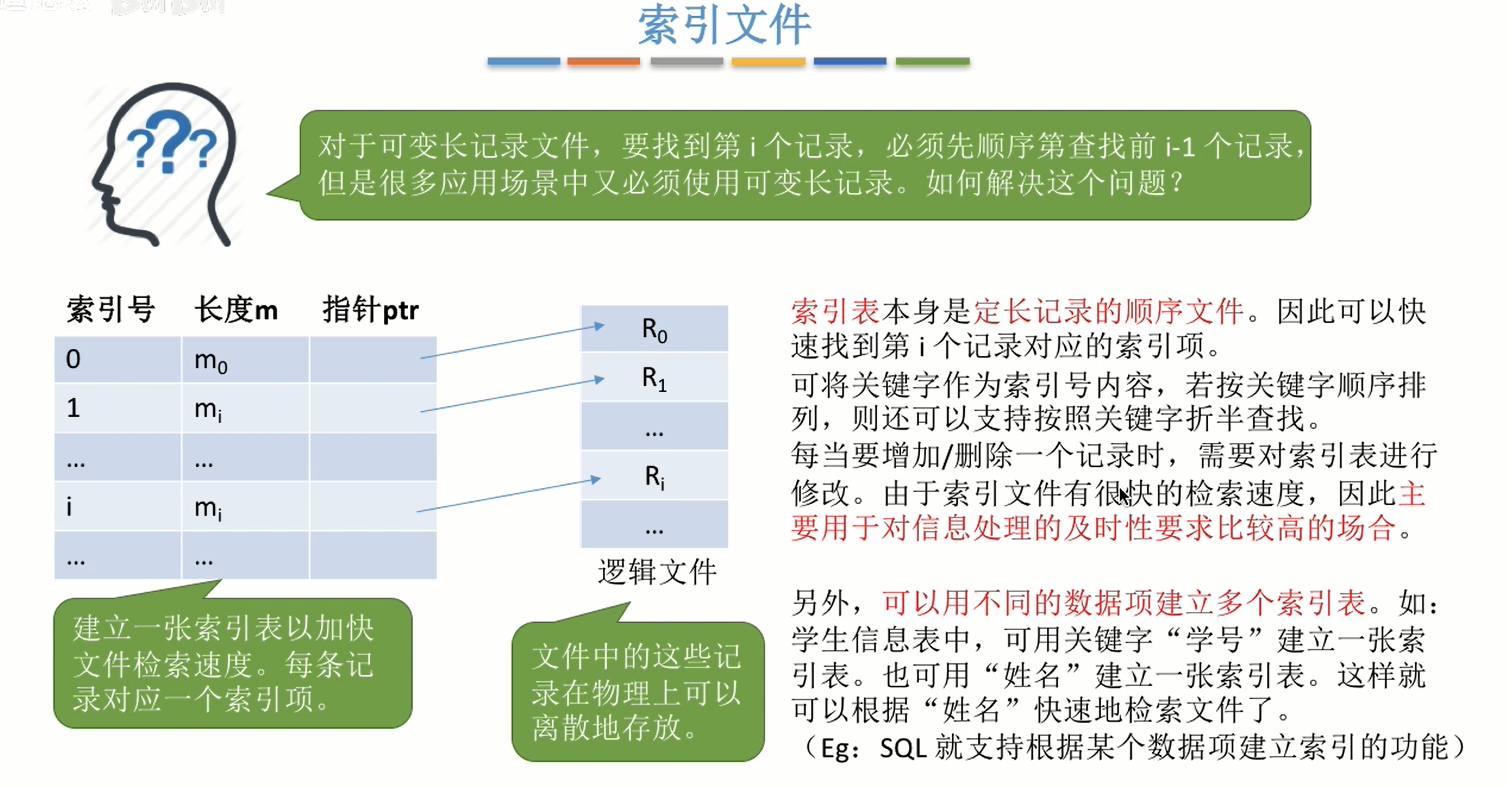 索引文件
???
对于可变长记录文件，要找到第 i 个记录，必须先顺序第查找前 i-1 个记录，
但是很多应用场景中又必须使用可变长记录。如何解决这个问题？
索引号 长度m 指针ptr
0 m0
1 mi
... ...
i mi
... ...
R0
R1
...
Ri
...
逻辑文件
建立一张索引表以加快
文件检索速度。每条记
录对应一个索引项。
文件中的这些记
录在物理上可以
离散地存放。
索引表本身是定长记录的顺序文件。因此可以快
速找到第 i 个记录对应的索引项。
可将关键字作为索引号内容，若按关键字顺序排
列，则还可以支持按照关键字折半查找。
每当要增加/删除一个记录时，需要对索引表进行
修改。由于索引文件有很快的检索速度，因此主
要用于对信息处理的及时性要求比较高的场合。
另外，可以用不同的数据项建立多个索引表。如：
学生信息表中，可用关键字“学号”建立一张索
引表。也可用“姓名”建立一张索引表。这样就
可以根据“姓名”快速地检索文件了。
（Eg：SQL 就支持根据某个数据项建立索引的功能）